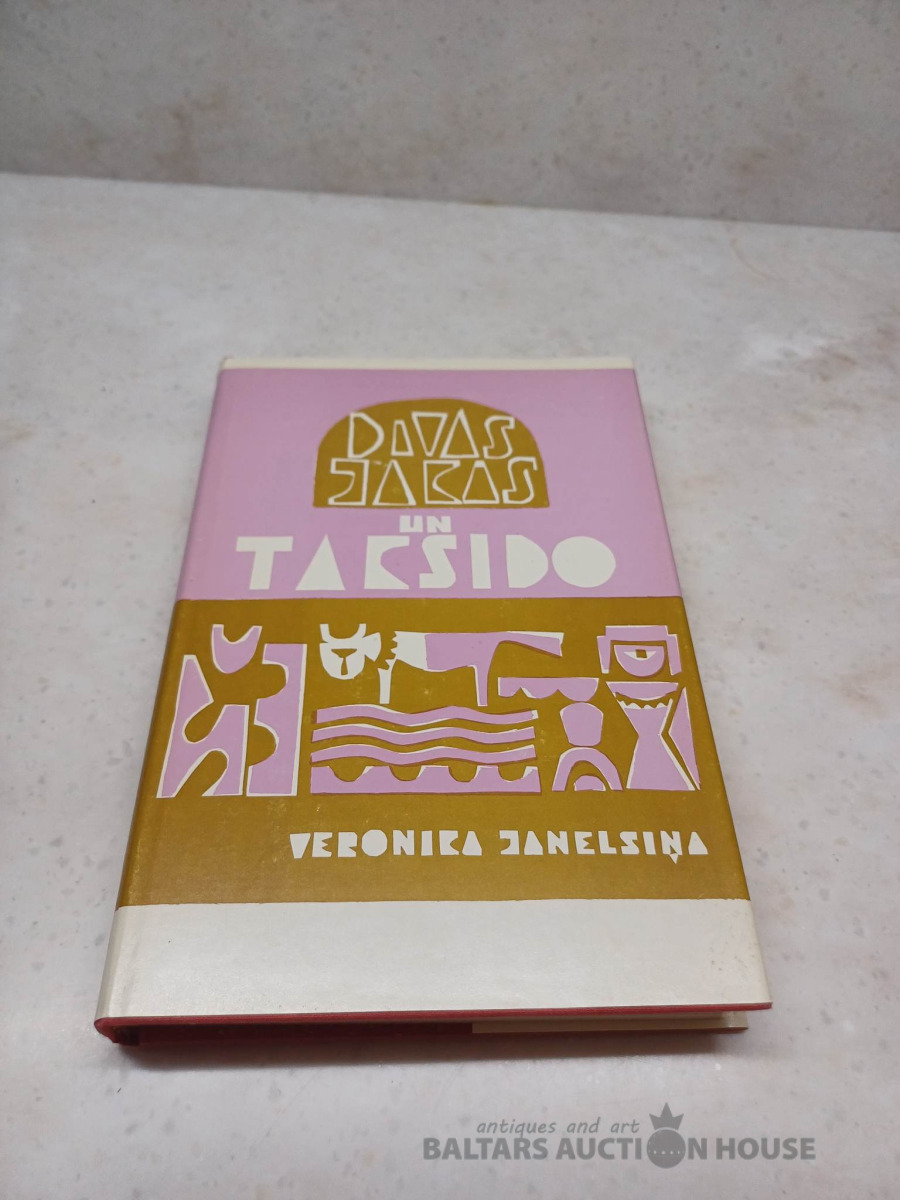 DIVAS
JAKAS
UN
TAKSIDO
VERONIKA JANELSIŅA
antiques and art
BALTARS AUCTION HOUSE